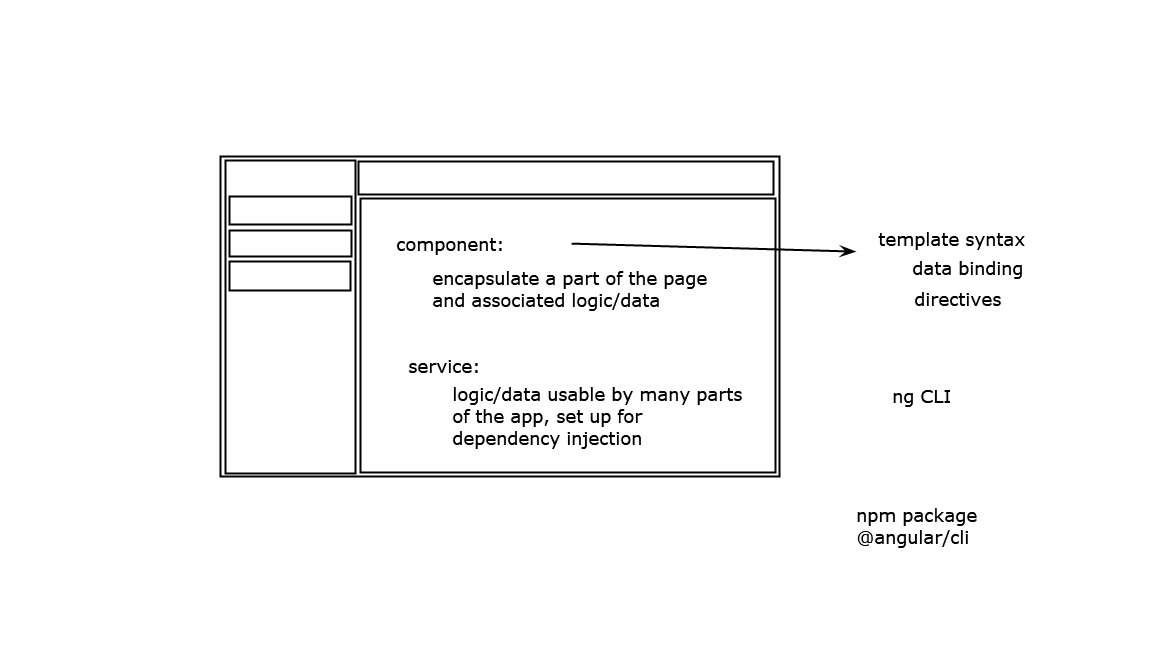 component:
encapsulate a part of the page
and associated logic/data
service:
logic/data usable by many parts
of the app, set up for
dependency injection
template syntax
data binding
directives
ng CLI
npm package
@angular/cli